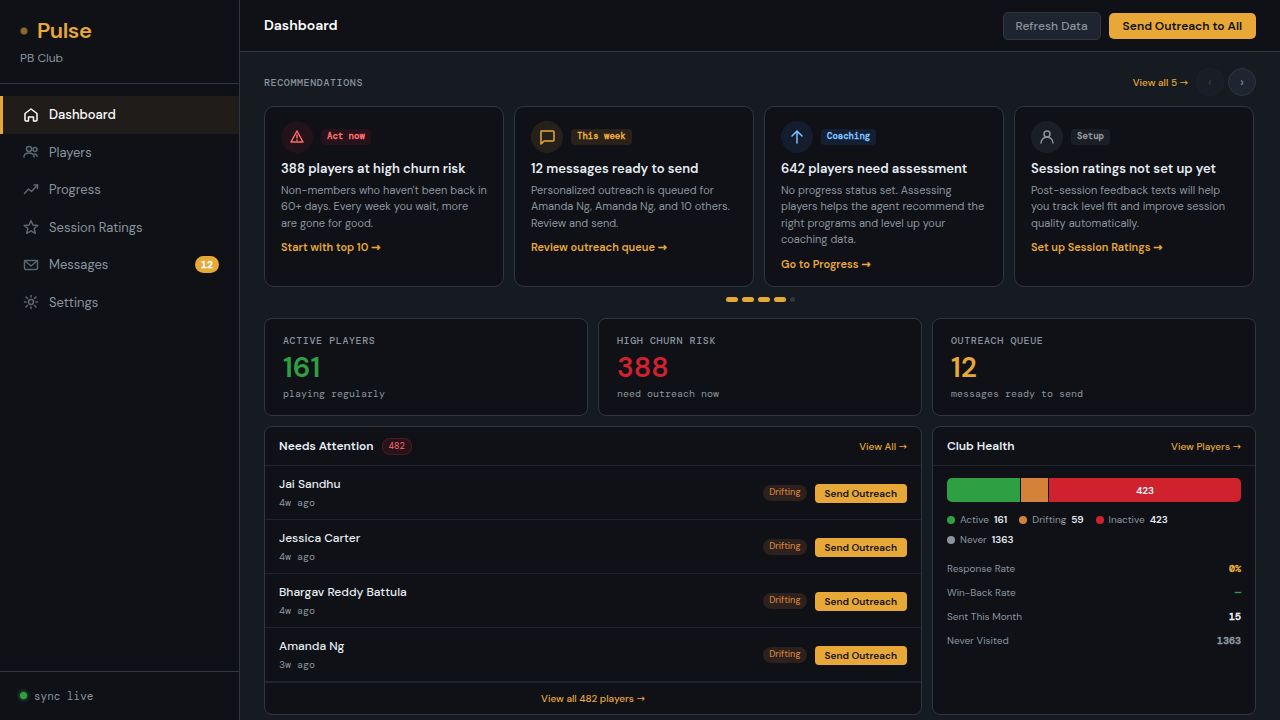 Pulse
PB Club
Dashboard
Players
Progress
Session Ratings
Messages 12
Settings
sync live
Dashboard
Refresh Data
Send Outreach to All
RECOMMENDATIONS
View all 5 →
‹
›
Act now
388 players at high churn risk
Non-members who haven't been back in
60+ days. Every week you wait, more
are gone for good.
Start with top 10 →
This week
12 messages ready to send
Personalized outreach is queued for
Amanda Ng, Amanda Ng, and 10 others.
Review and send.
Review outreach queue →
Coaching
642 players need assessment
No progress status set. Assessing
players helps the agent recommend the
right programs and level up your
coaching data.
Go to Progress →
Setup
Session ratings not set up yet
Post-session feedback texts will help
you track level fit and improve session
quality automatically.
Set up Session Ratings →
ACTIVE PLAYERS
161
playing regularly
HIGH CHURN RISK
388
need outreach now
OUTREACH QUEUE
12
messages ready to send
Needs Attention 482
View All →
Jai Sandhu
4w ago
Drifting
Send Outreach
Jessica Carter
4w ago
Drifting
Send Outreach
Bhargav Reddy Battula
4w ago
Drifting
Send Outreach
Amanda Ng
3w ago
Drifting
Send Outreach
View all 482 players →
Club Health
View Players →
423
Active 161 Drifting 59 Inactive 423
Never 1363
Response Rate 0%
Win-Back Rate —
Sent This Month 15
Never Visited 1363